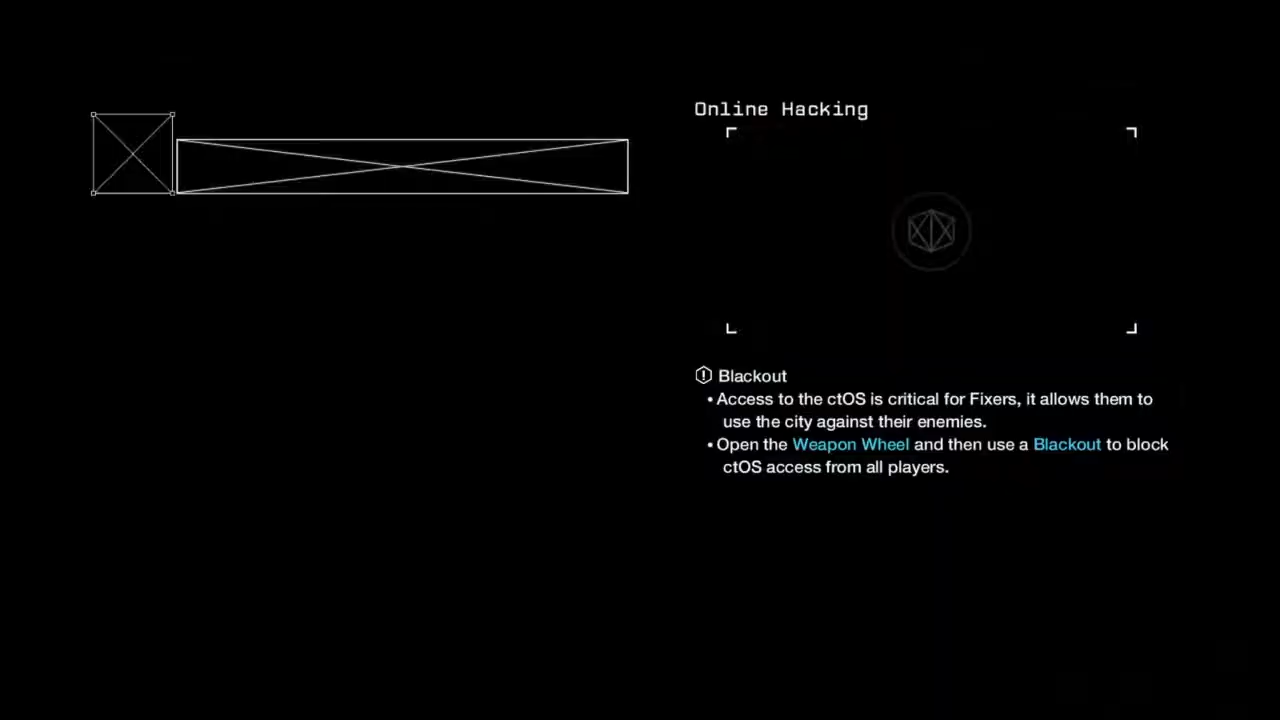 Online Hacking
Blackout
• Access to the ctOS is critical for Fixers, it allows them to
use the city against their enemies.
• Open the Weapon Wheel and then use a Blackout to block
ctOS access from all players.